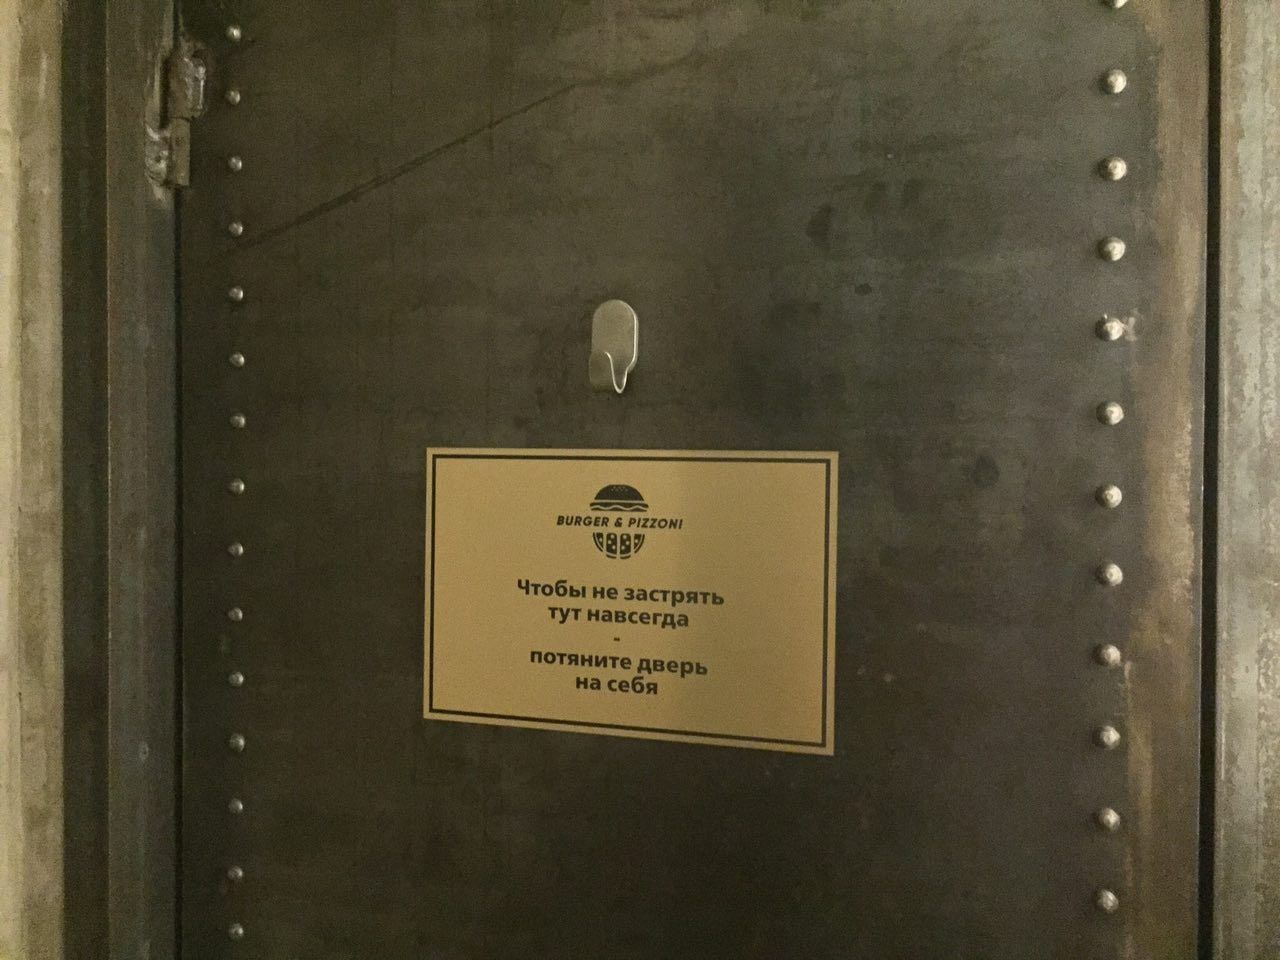 BURGER & PIZZONI
Чтобы не застрять
тут навсегда
-
потяните дверь
на себя